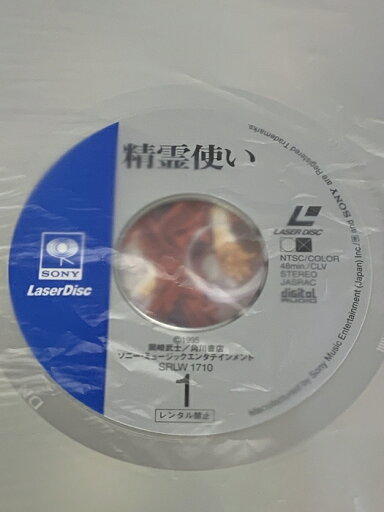 精霊使い
SONY
LaserDisc
LASER DISC
NTSC/COLOR
48min./CLV
STEREO
JASRAC
digital
AUDIO
©1995
岡崎武士/角川書店
ソニー・ミュージックエンタテインメント
SRLW 1710
1
レンタル禁止
Manufactured by Sony Music Entertainment (Japan) Inc./ and SONY are Registered Trademarks.